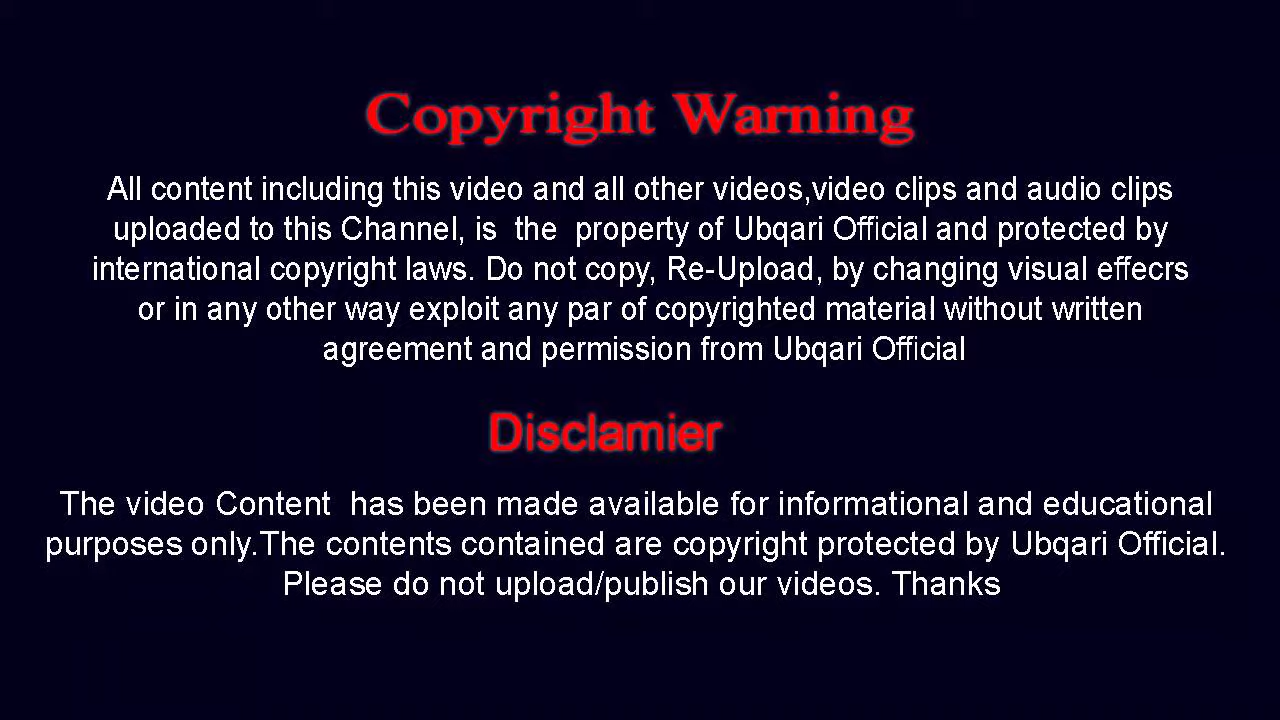 Copyright Warning
All content including this video and all other videos,video clips and audio clips
uploaded to this Channel, is  the  property of Ubqari Official and protected by
international copyright laws. Do not copy, Re-Upload, by changing visual effecrs
or in any other way exploit any par of copyrighted material without written
agreement and permission from Ubqari Official
Disclamier
The video Content  has been made available for informational and educational
purposes only.The contents contained are copyright protected by Ubqari Official.
Please do not upload/publish our videos. Thanks